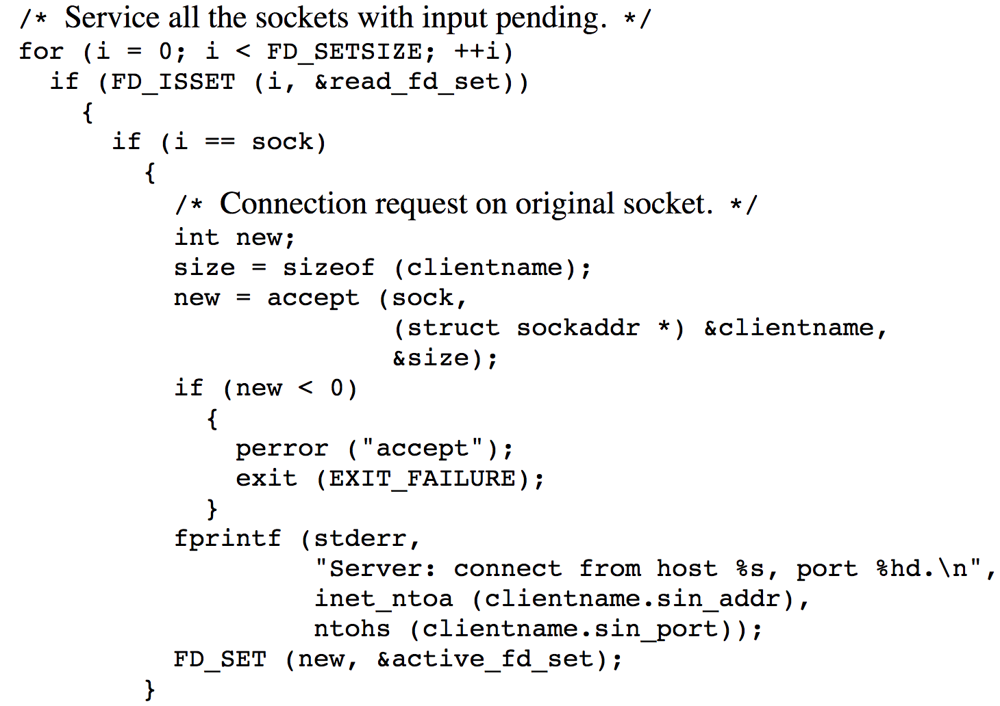 /* Service all the sockets with input pending. */
for (i = 0; i < FD_SETSIZE; ++i)
  if (FD_ISSET (i, &read_fd_set))
    {
      if (i == sock)
        {
          /* Connection request on original socket. */
          int new;
          size = sizeof (clientname);
          new = accept (sock,
                        (struct sockaddr *) &clientname,
                        &size);
          if (new < 0)
            {
              perror ("accept");
              exit (EXIT_FAILURE);
            }
          fprintf (stderr,
                   "Server: connect from host %s, port %hd.\n",
                   inet_ntoa (clientname.sin_addr),
                   ntohs (clientname.sin_port));
          FD_SET (new, &active_fd_set);
        }